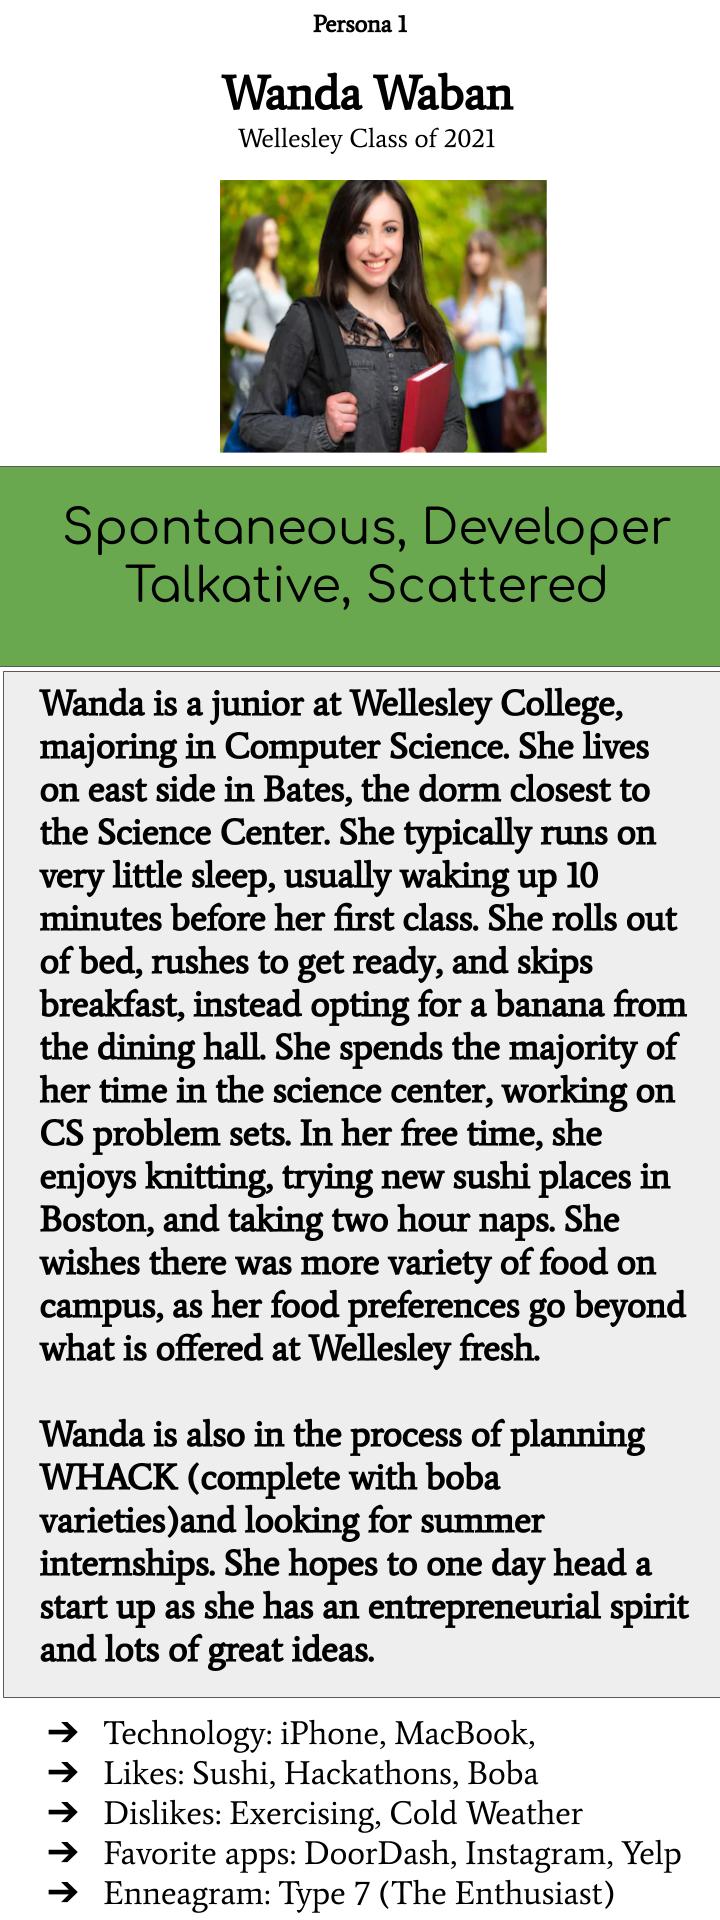 Persona 1
Wanda Waban
Wellesley Class of 2021
Spontaneous, Developer
Talkative, Scattered
Wanda is a junior at Wellesley College,
majoring in Computer Science. She lives
on east side in Bates, the dorm closest to
the Science Center. She typically runs on
very little sleep, usually waking up 10
minutes before her first class. She rolls out
of bed, rushes to get ready, and skips
breakfast, instead opting for a banana from
the dining hall. She spends the majority of
her time in the science center, working on
CS problem sets. In her free time, she
enjoys knitting, trying new sushi places in
Boston, and taking two hour naps. She
wishes there was more variety of food on
campus, as her food preferences go beyond
what is offered at Wellesley fresh.
Wanda is also in the process of planning
WHACK (complete with boba
varieties)and looking for summer
internships. She hopes to one day head a
start up as she has an entrepreneurial spirit
and lots of great ideas.
➔ Technology: iPhone, MacBook,
➔ Likes: Sushi, Hackathons, Boba
➔ Dislikes: Exercising, Cold Weather
➔ Favorite apps: DoorDash, Instagram, Yelp
➔ Enneagram: Type 7 (The Enthusiast)